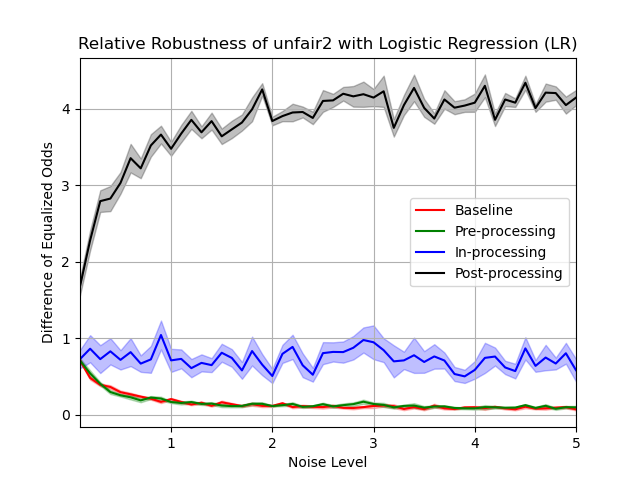 Relative Robustness of unfair2 with Logistic Regression (LR)
Difference of Equalized Odds
4
3
2
1
0
Baseline
Pre-processing
In-processing
Post-processing
1 2 3 4 5
Noise Level